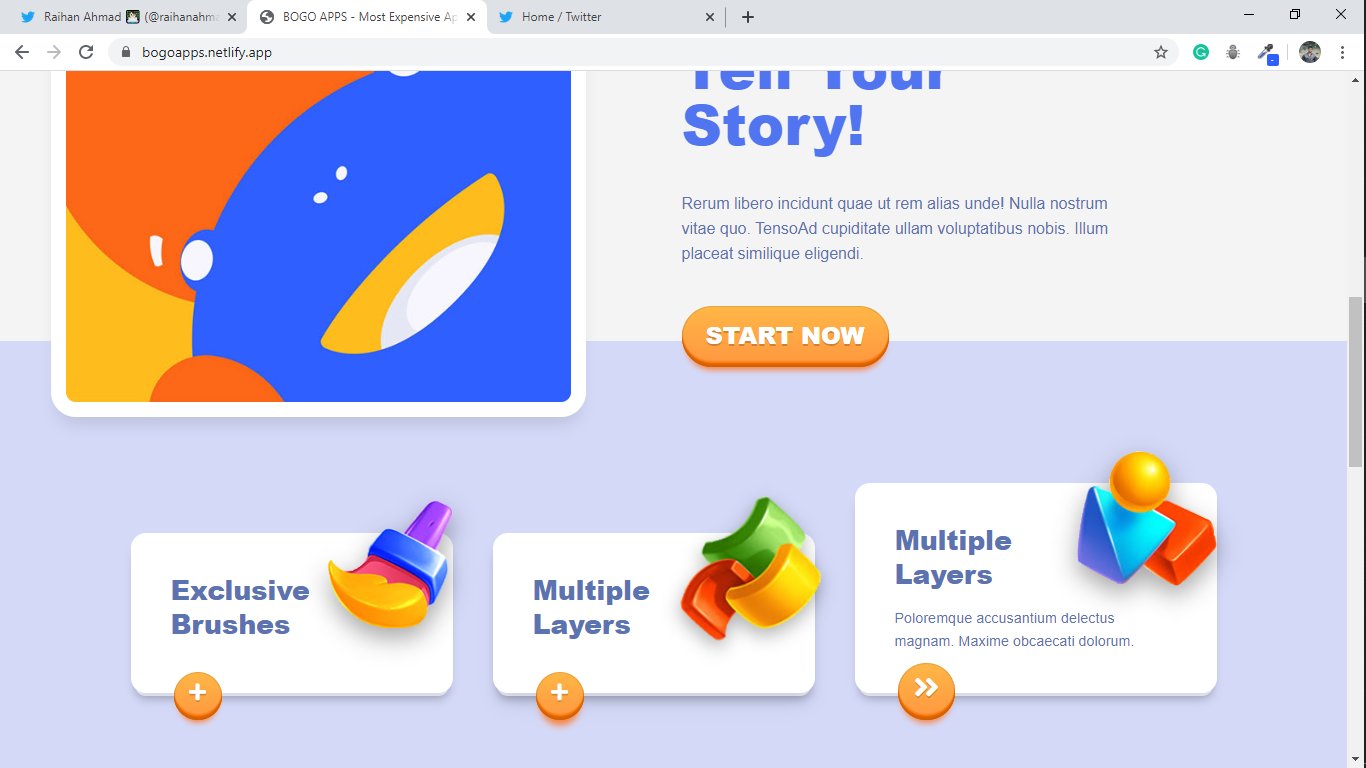 Raihan Ahmad (@raihanahma
BOGO APPS - Most Expensive Ap
Home / Twitter
bogoapps.netlify.app
Tell Your
Story!
Rerum libero incidunt quae ut rem alias unde! Nulla nostrum
vitae quo. TensoAd cupiditate ullam voluptatibus nobis. Illum
placeat similique eligendi.
START NOW
Exclusive
Brushes
Multiple
Layers
Multiple
Layers
Poloremque accusantium delectus
magnam. Maxime obcaecati dolorum.